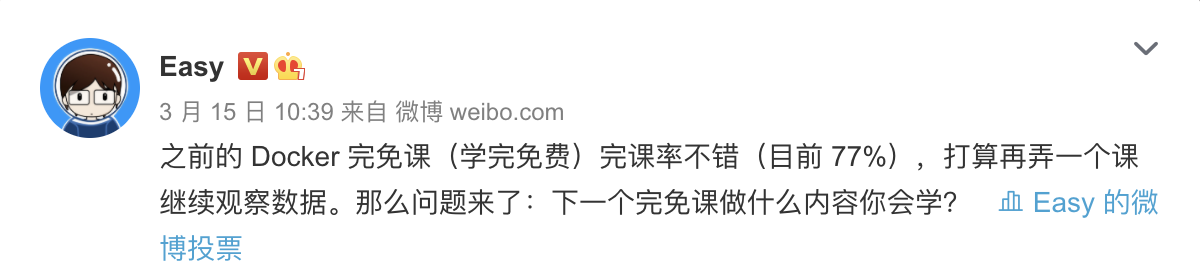 Easy V 7
3 月 15 日 10:39 来自 微博 weibo.com
之前的 Docker 完免课（学完免费）完课率不错（目前 77%），打算再弄一个课
继续观察数据。那么问题来了：下一个完免课做什么内容你会学？ Easy 的微
博投票